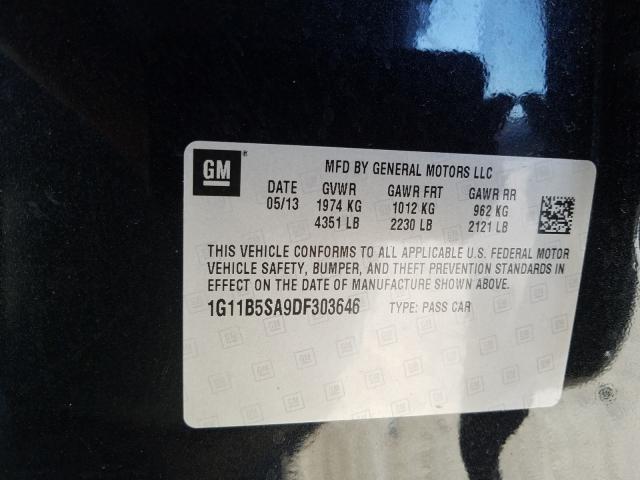 GM
MFD BY GENERAL MOTORS LLC
DATE GVWR GAWR FRT GAWR RR
05/13 1974 KG 1012 KG 962 KG
4351 LB 2230 LB 2121 LB
THIS VEHICLE CONFORMS TO ALL APPLICABLE U.S. FEDERAL MOTOR
VEHICLE SAFETY, BUMPER, AND THEFT PREVENTION STANDARDS IN
EFFECT ON THE DATE OF MANUFACTURE SHOWN ABOVE.
1G11B5SA9DF303646 TYPE: PASS CAR